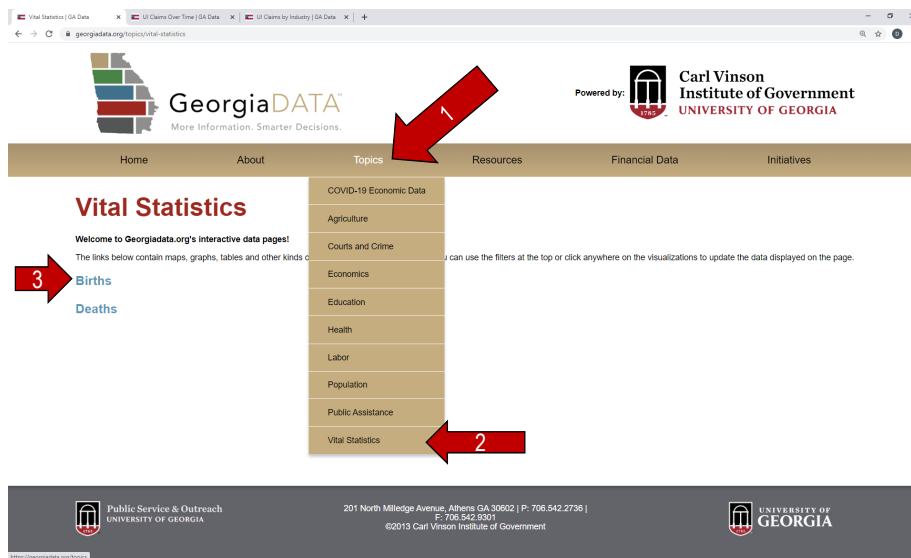 Vital Statistics | GA Data
UI Claims Over Time | GA Data
UI Claims by Industry | GA Data
georgiadata.org/topics/vital-statistics
D
GeorgiaDATA
More Information. Smarter Decisions.
1
Powered by:
1785
Carl Vinson
Institute of Government
UNIVERSITY OF GEORGIA
Home About Topics Resources Financial Data Initiatives
Vital Statistics
Welcome to Georgiadata.org's interactive data pages!
The links below contain maps, graphs, tables and other kinds o
u can use the filters at the top or click anywhere on the visualizations to update the data displayed on the page.
3
Births
Deaths
COVID-19 Economic Data
Agriculture
Courts and Crime
Economics
Education
Health
Labor
Population
Public Assistance
Vital Statistics
2
1785
Public Service & Outreach
UNIVERSITY OF GEORGIA
201 North Milledge Avenue, Athens GA 30602 | P: 706.542.2736 |
F: 706.542.9301
©2013 Carl Vinson Institute of Government
1785
UNIVERSITY OF
GEORGIA
https://georgiadata.org/topics